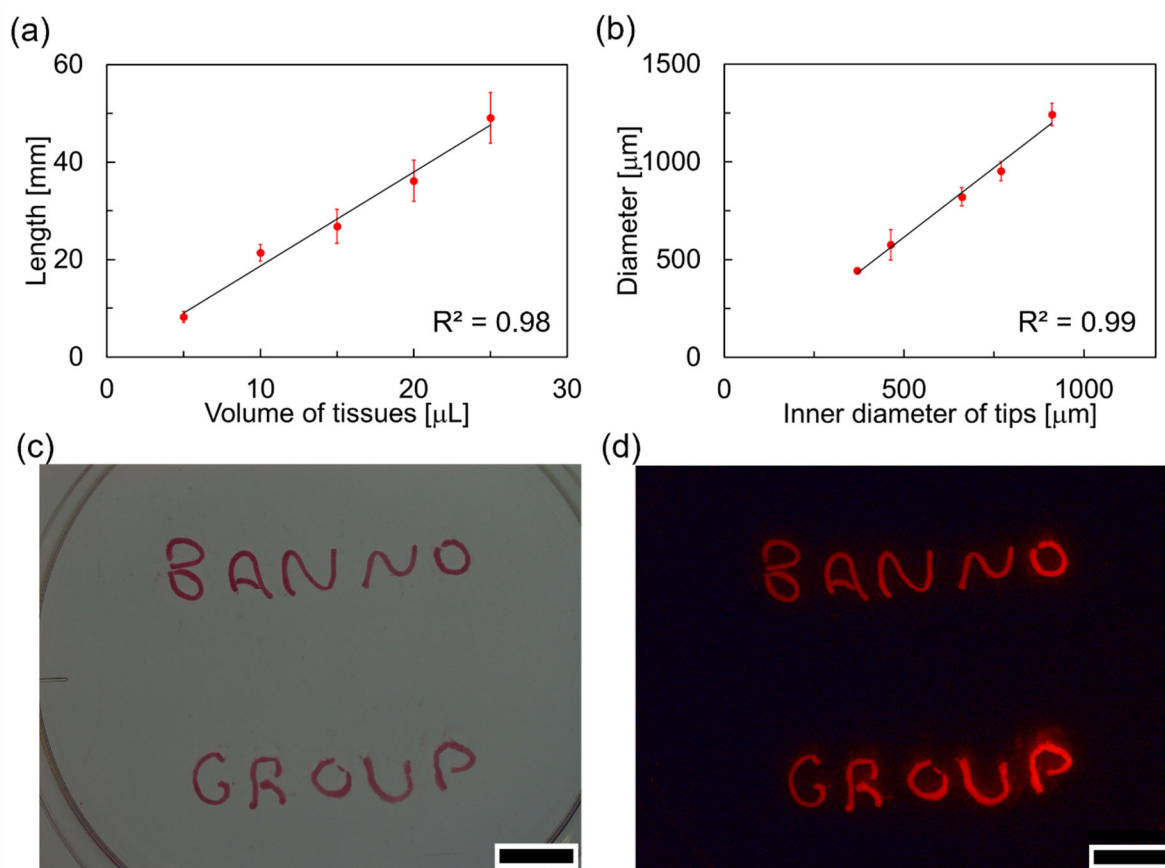 (a)
60
40
20
0
Length [mm]
0 10 20 30
Volume of tissues [μL]
R² = 0.98
(b)
1500
1000
500
0
Diameter [μm]
0 500 1000
Inner diameter of tips [μm]
R² = 0.99
(c)
BANNO
GROUP
(d)
BANNO
GROUP